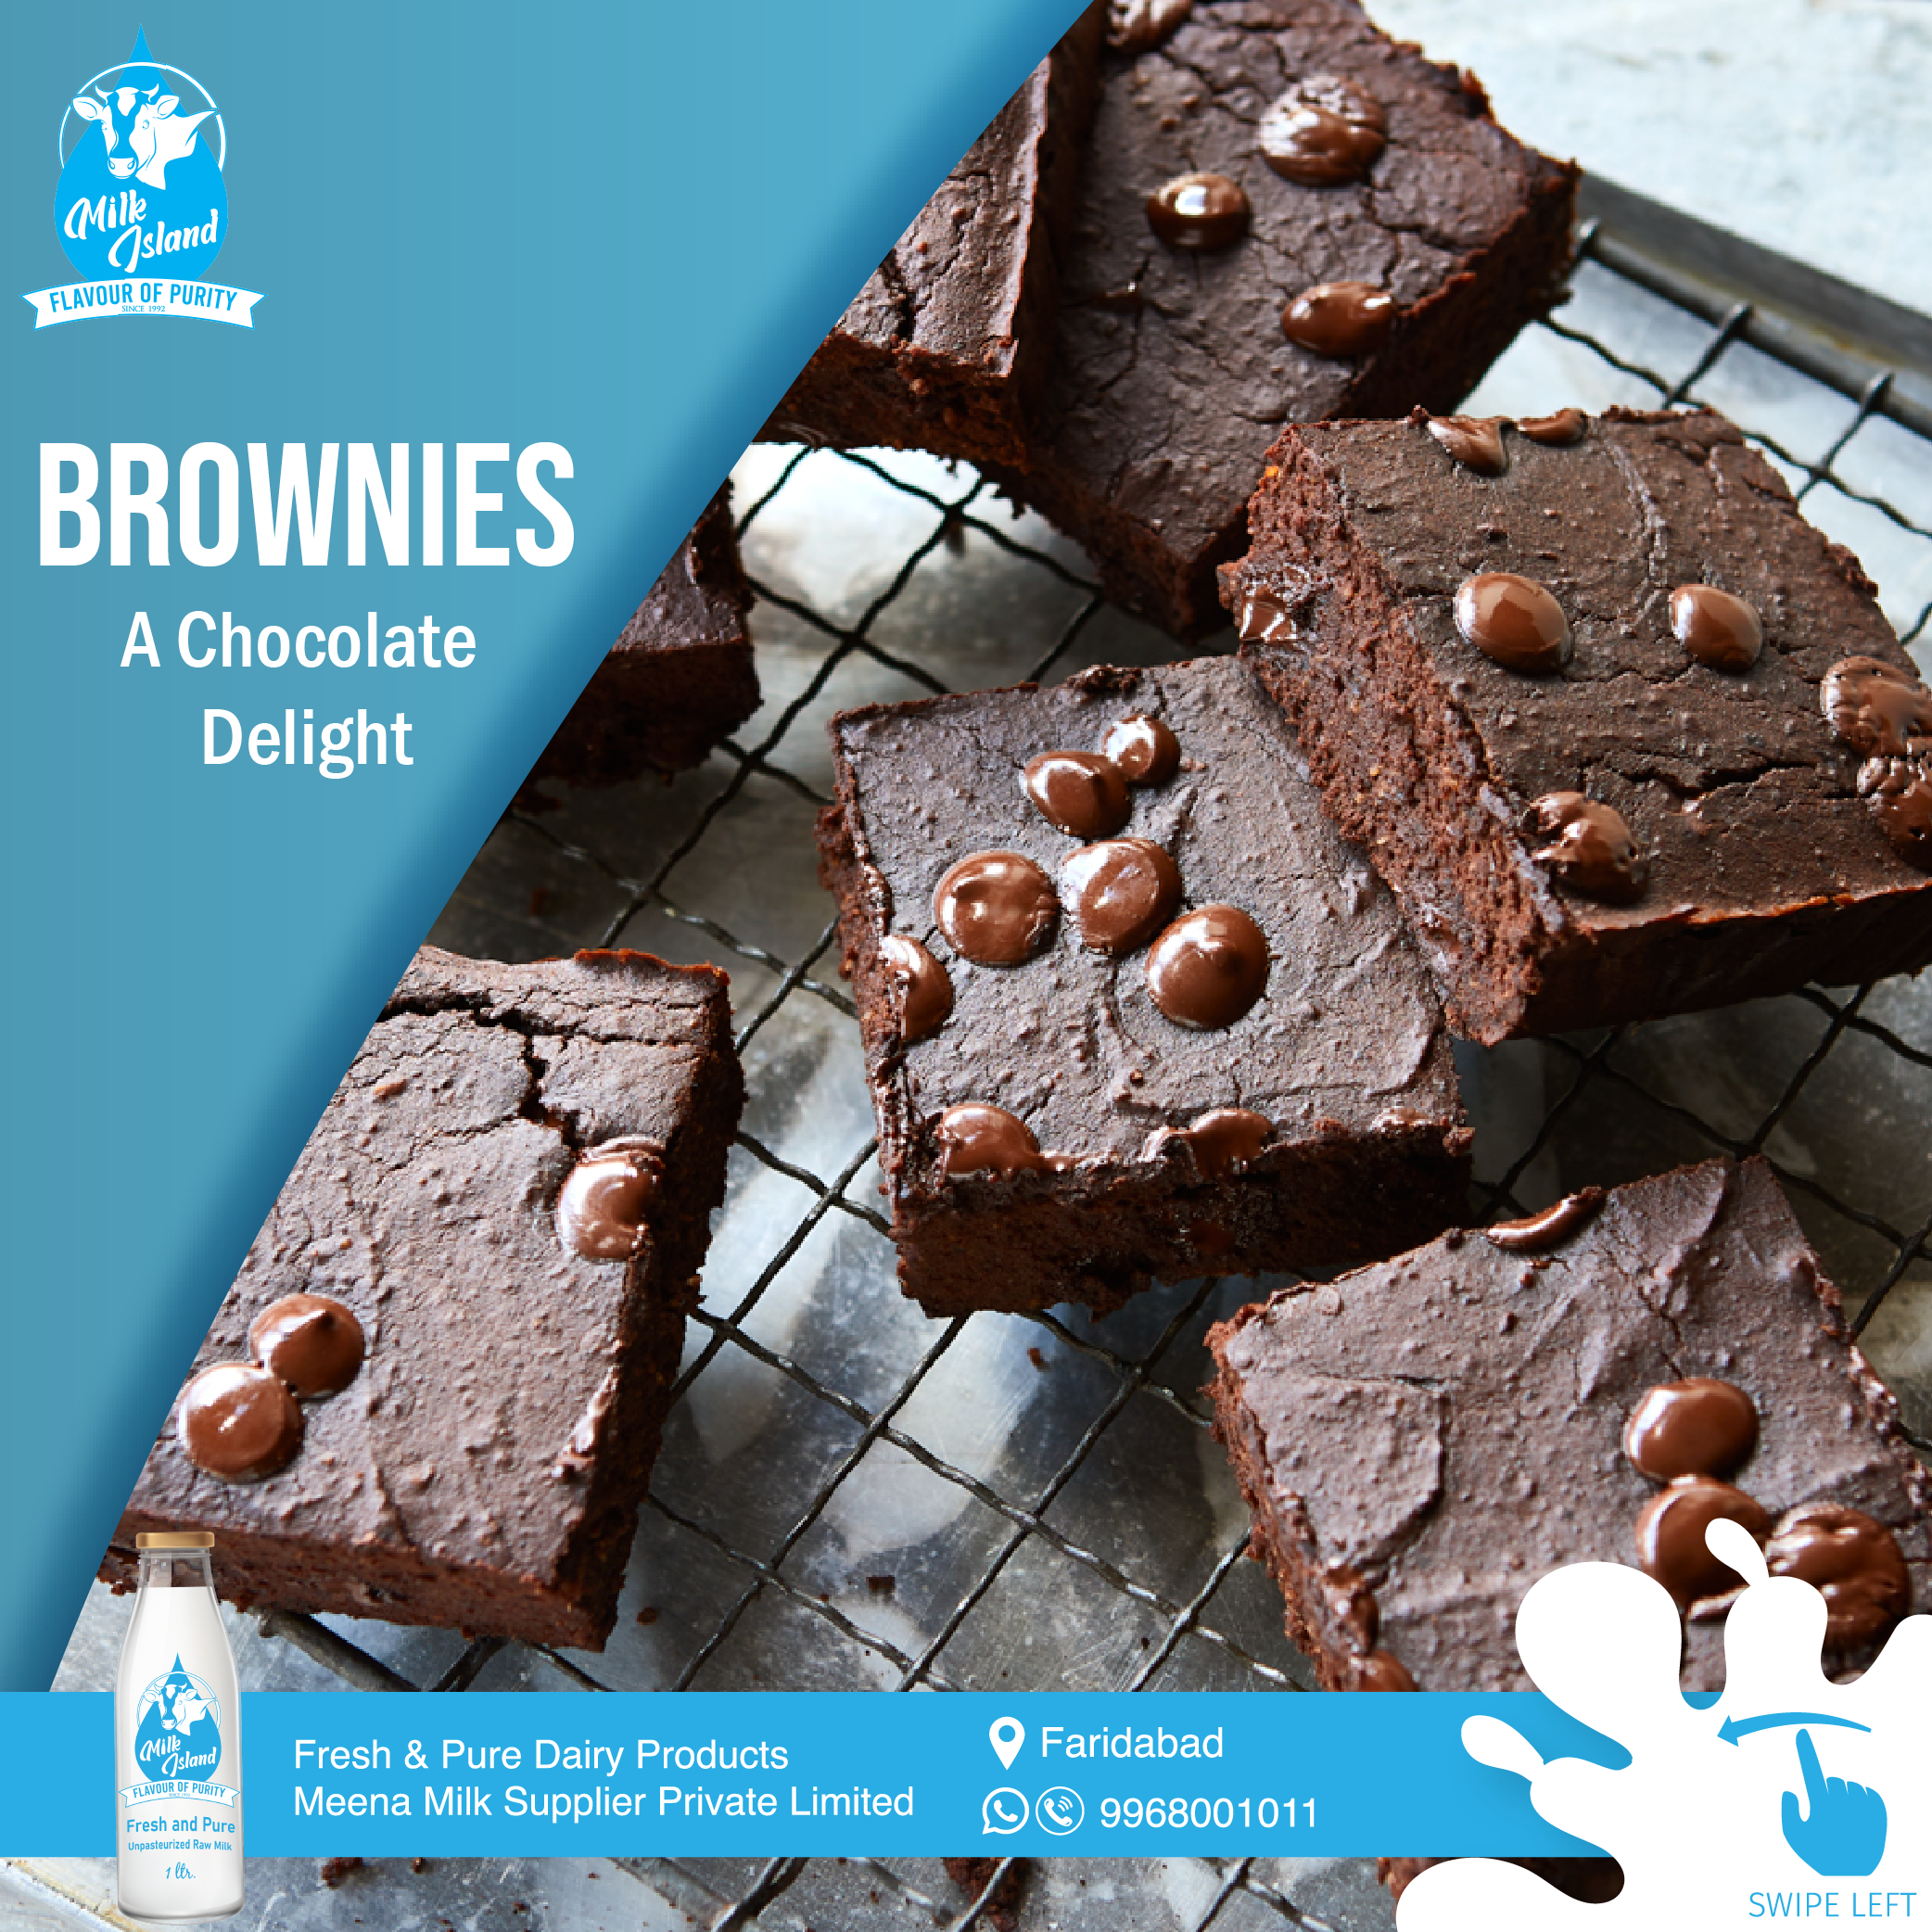 Milk
Island
FLAVOUR OF PURITY
SINCE 1992
BROWNIES
A Chocolate
Delight
Milk
Island
FLAVOUR OF PURITY
Fresh and Pure
Unpasteurized Raw Milk
1 ltr.
Fresh & Pure Dairy Products
Meena Milk Supplier Private Limited
Faridabad
9968001011
SWIPE LEFT